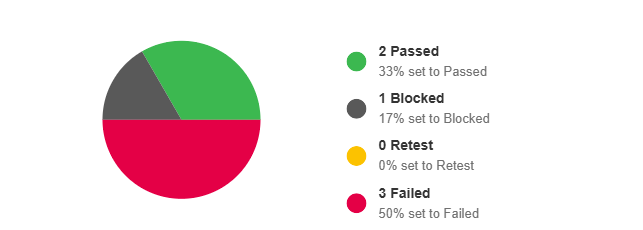 2 Passed
33% set to Passed
1 Blocked
17% set to Blocked
0 Retest
0% set to Retest
3 Failed
50% set to Failed